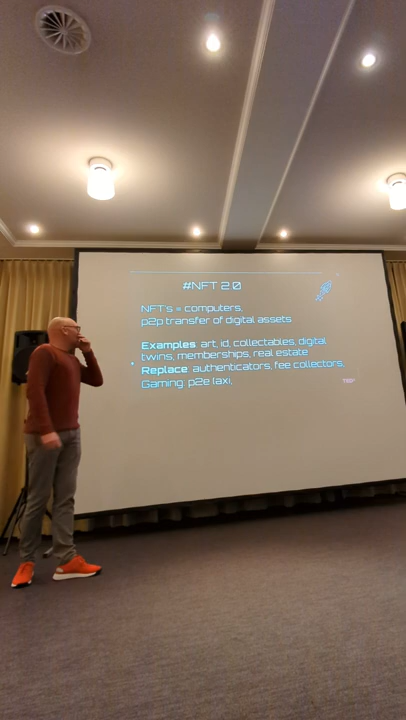 #NFT 2.0
NFT's = computers,
p2p transfer of digital assets
Examples: art, id, collectables, digital
twins, memberships, real estate
Replace: authenticators, fee collectors,
Gaming: p2e (axi,